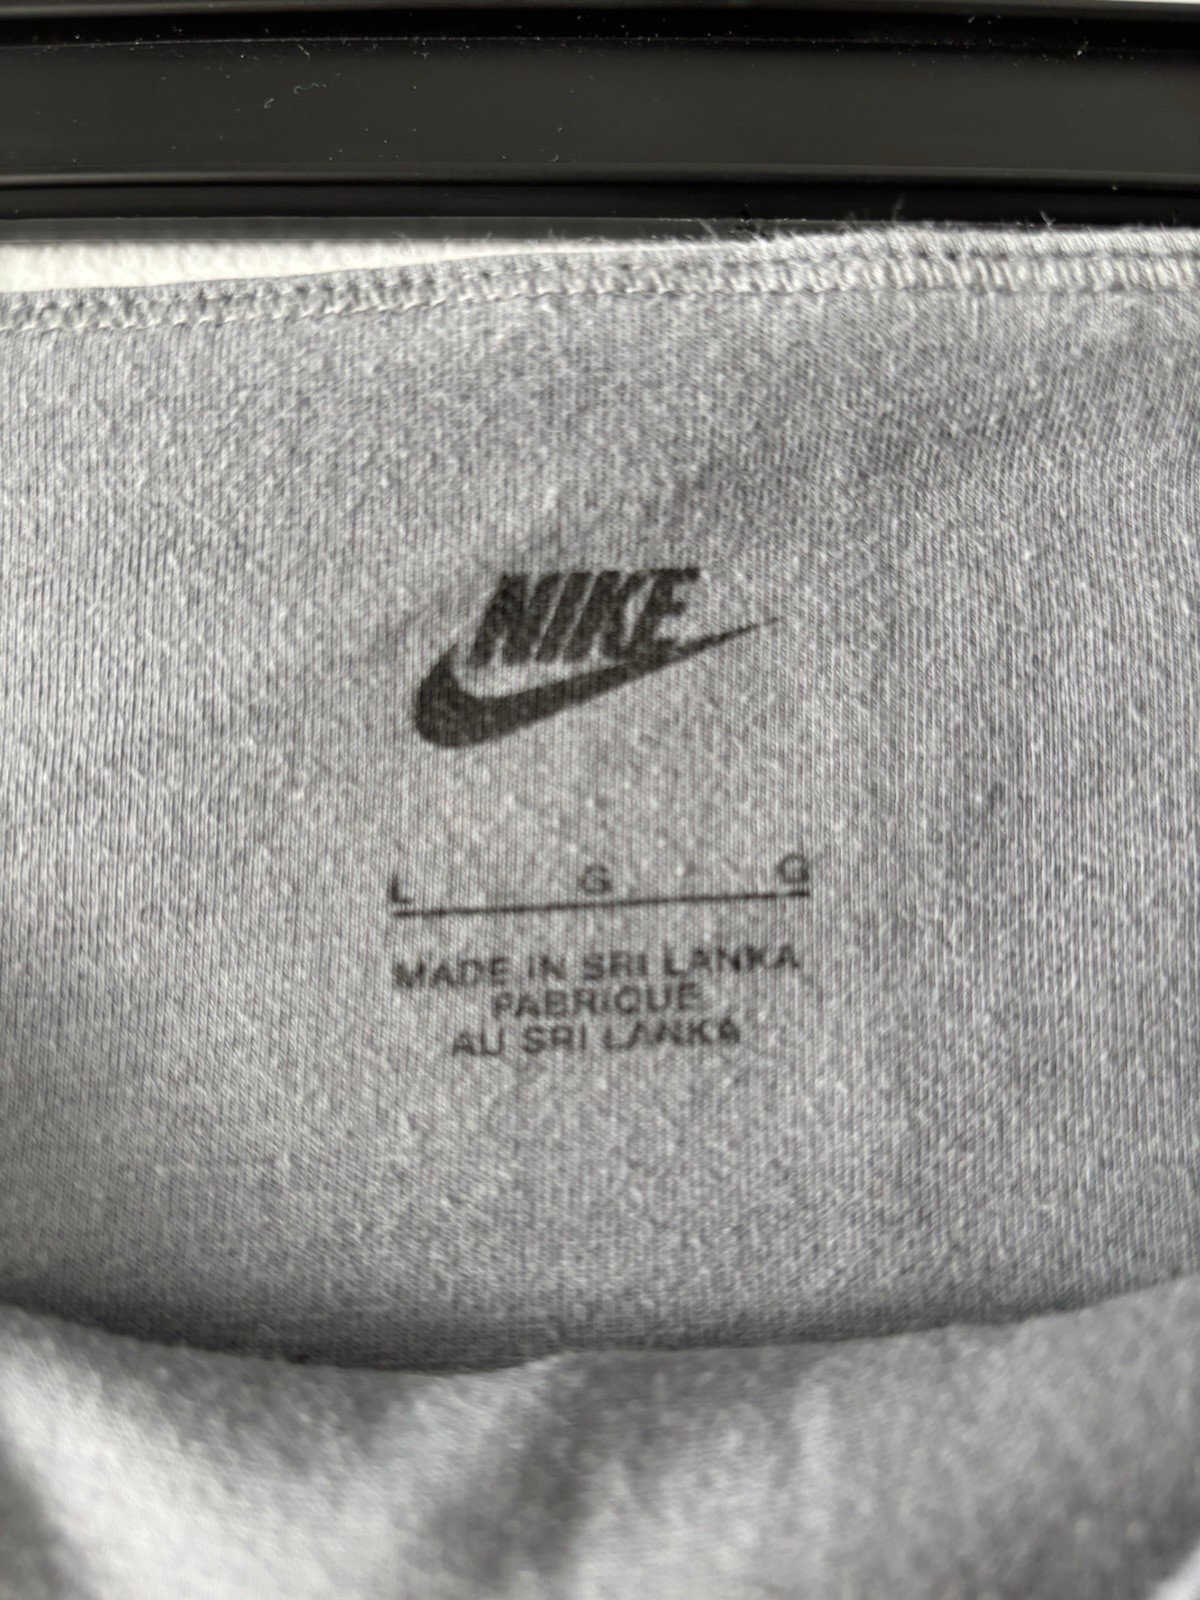 NIKE
L G G
MADE IN SRI LANKA
FABRIQUE
AU SRI LANKA